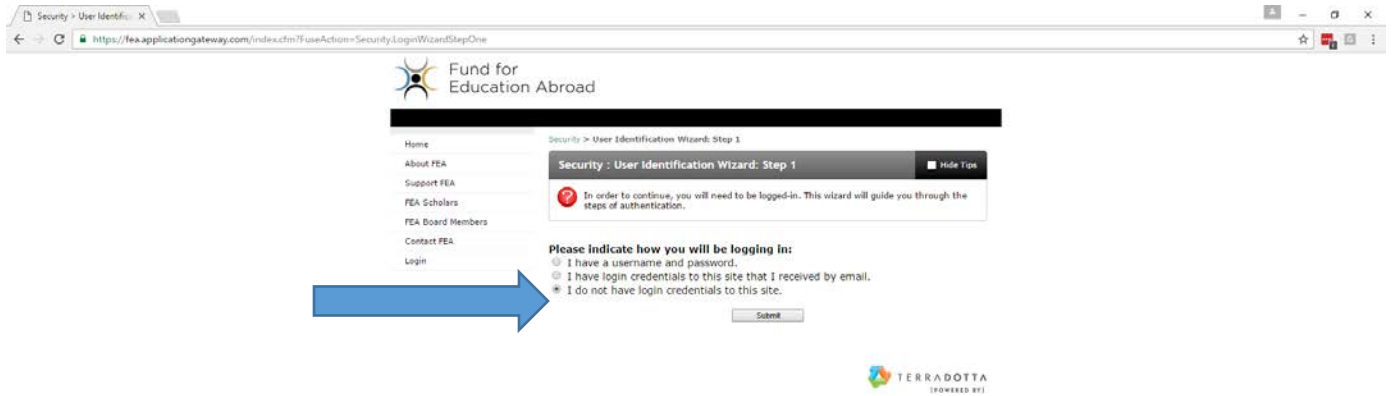 Security > User Identific
https://fea.applicationgateway.com/index.cfm?FuseAction=Security.LoginWizardStepOne
Fund for
Education Abroad
Home
About FEA
Support FEA
FEA Scholars
FEA Board Members
Contact FEA
Login
Security > User Identification Wizard: Step 1
Security : User Identification Wizard: Step 1
Hide Tips
In order to continue, you will need to be logged-in. This wizard will guide you through the
steps of authentication.
Please indicate how you will be logging in:
I have a username and password.
I have login credentials to this site that I received by email.
I do not have login credentials to this site.
Submit
TERRADOTTA
[POWERED BY]